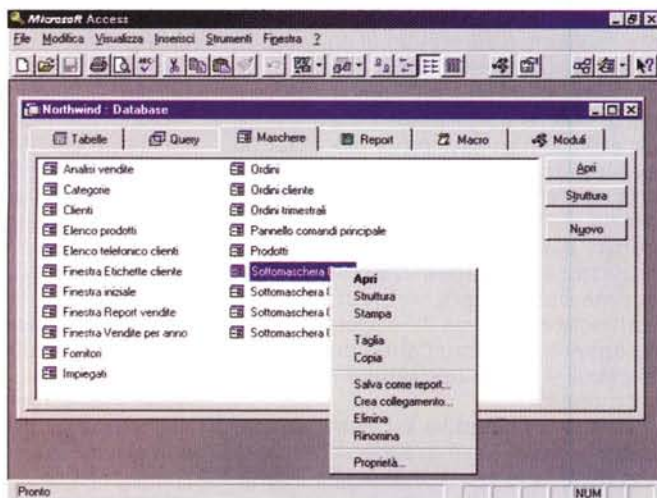 Microsoft Access
File Modifica Visualizza Inserisci Strumenti Finestra ?
Northwind : Database
Tabelle Query Maschere Report Macro Moduli
Analisi vendite
Categorie
Clienti
Elenco prodotti
Elenco telefonico clienti
Finestra Etichette cliente
Finestra iniziale
Finestra Report vendite
Finestra Vendite per anno
Fornitori
Impiegati
Ordini
Ordini cliente
Ordini trimestrali
Pannello comandi principale
Prodotti
Sottomaschera
Sottomaschera
Sottomaschera
Sottomaschera
Apri
Struttura
Nuovo
Apri
Struttura
Stampa
Taglia
Copia
Salva come report...
Crea collegamento...
Elimina
Rinomina
Proprietà...
Pronto
NUM